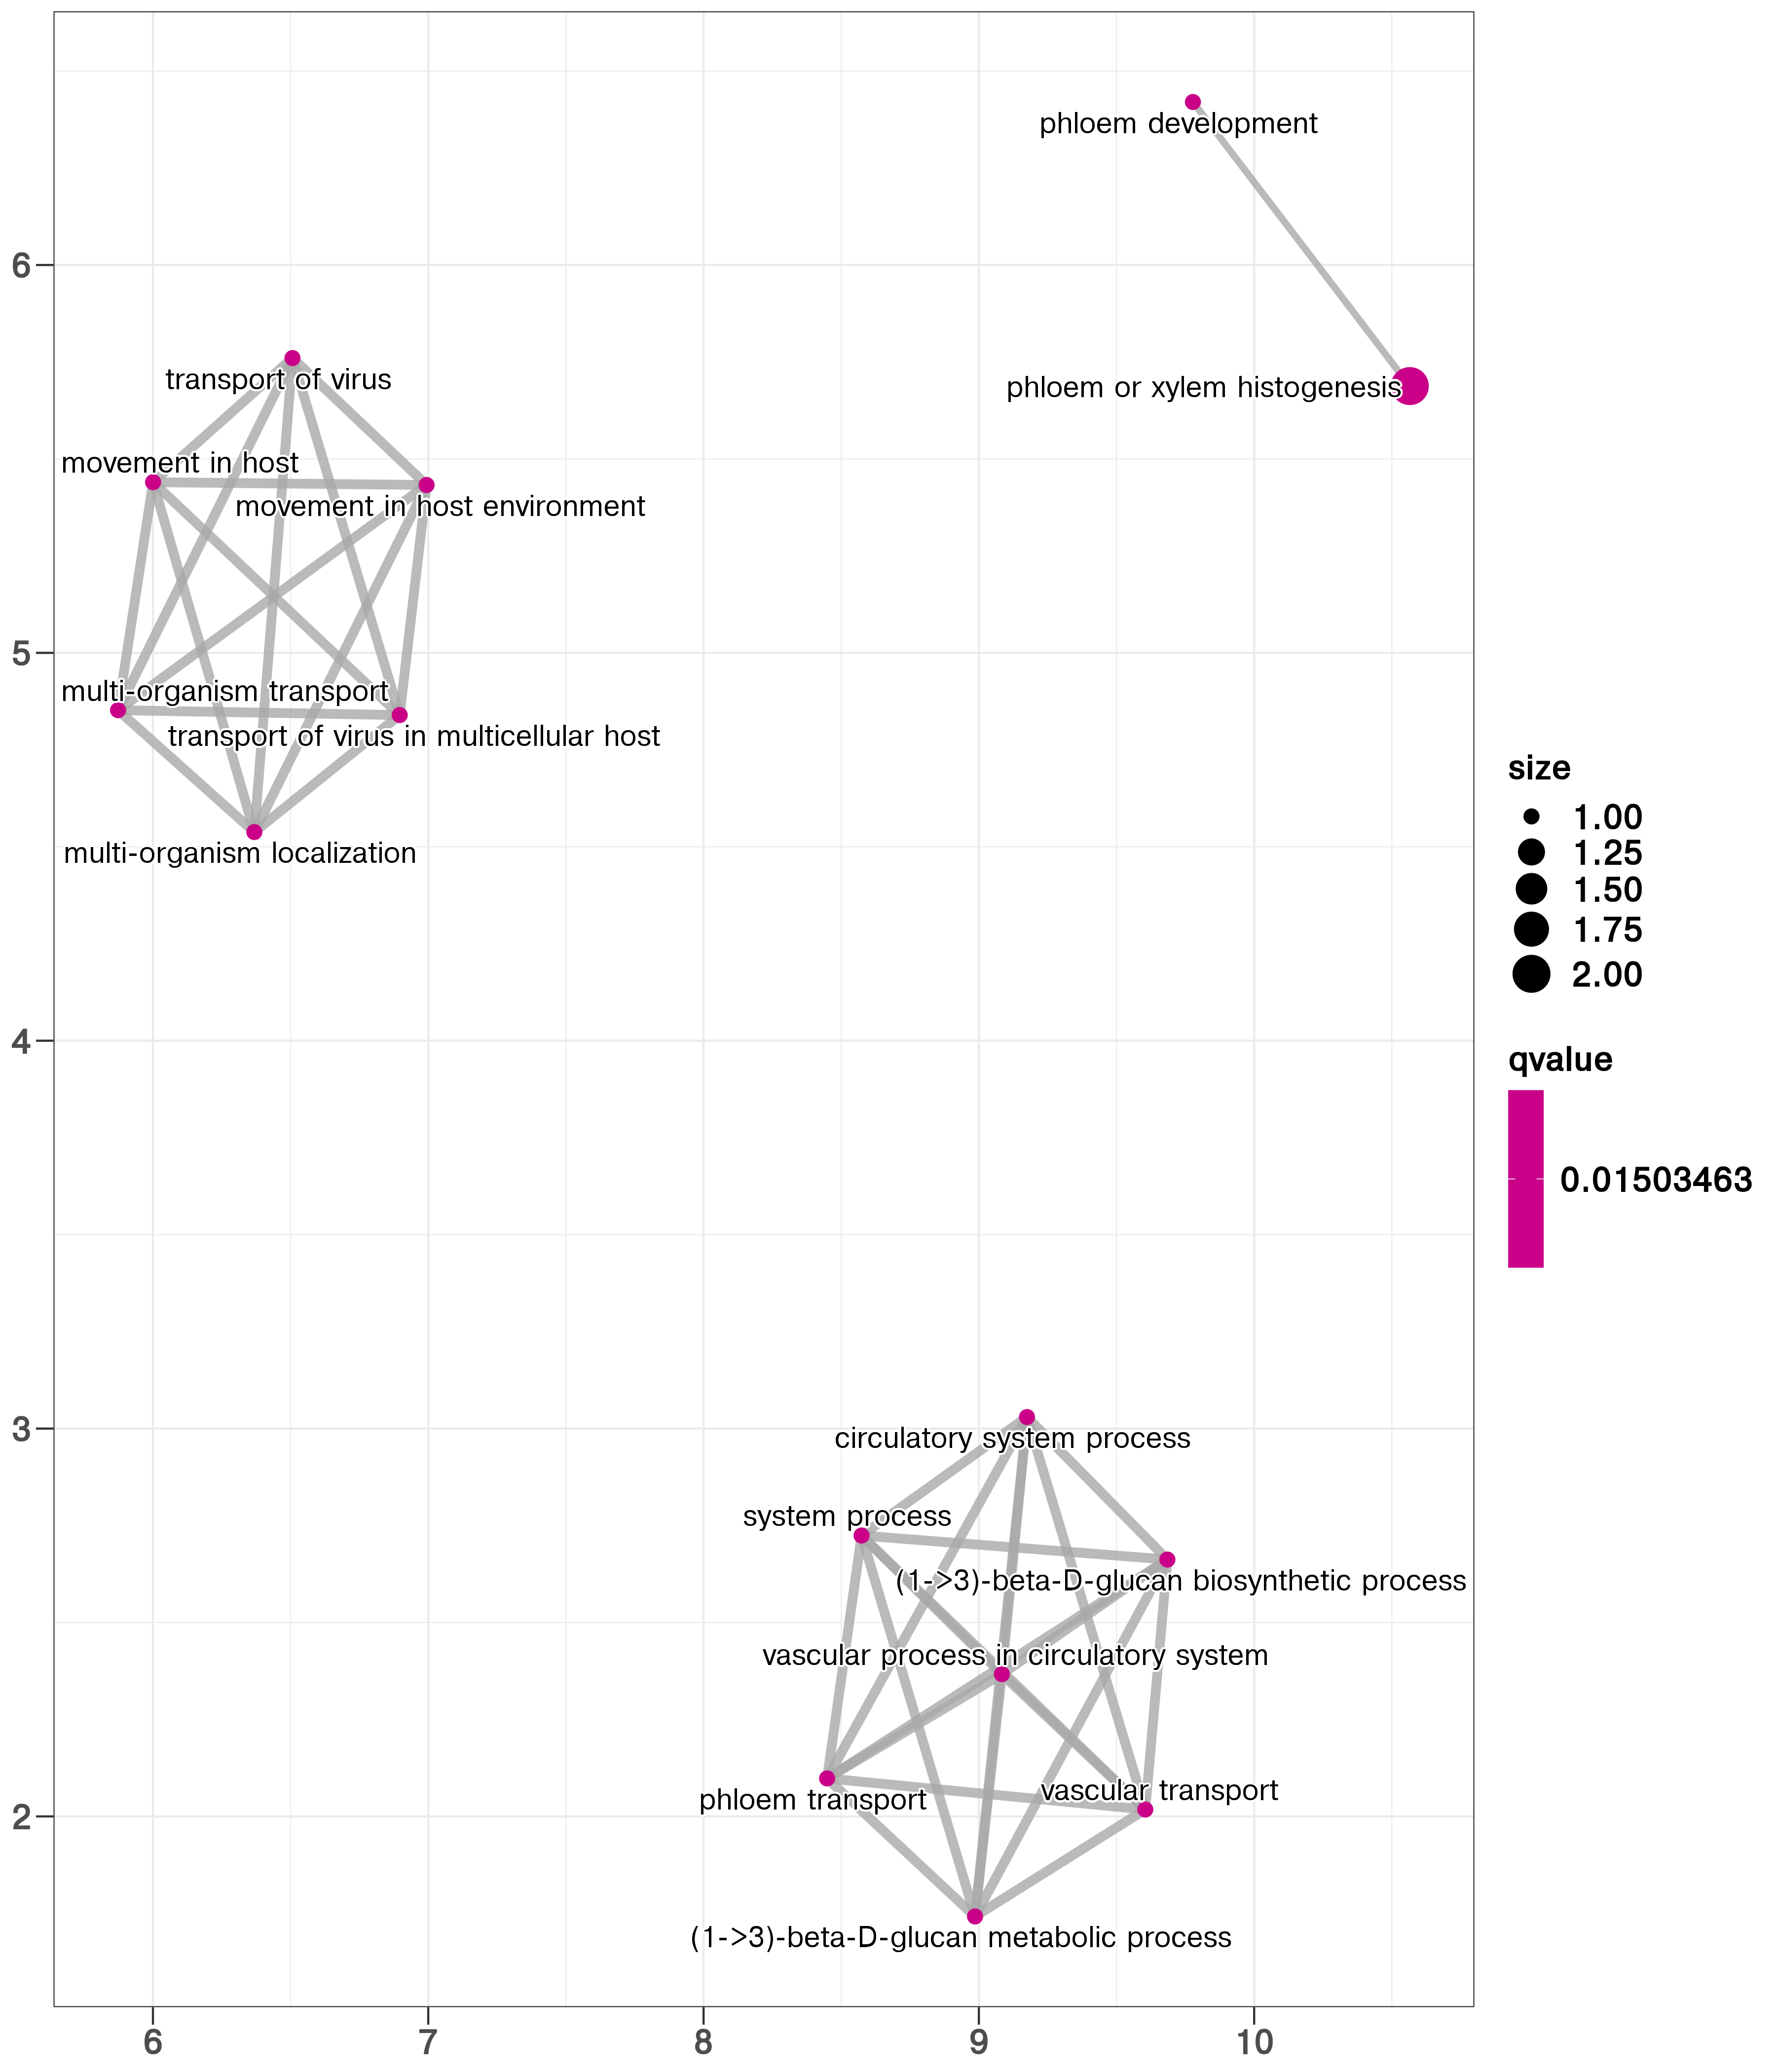 phloem development
6
transport of virus
phloem or xylem histogenesis
movement in host
movement in host environment
5
multi-organism transport
transport of virus in multicellular host
size
1.00
multi-organism localization
1.25
1.50
1.75
2.00
4
qvalue
0.01503463
3
circulatory system process
system process
(1->3)-beta-D-glucan biosynthetic process
vascular process in circulatory system
vascular transport
phloem transport
2
(1->3)-beta-D-glucan metabolic process
6 7 8 9 10